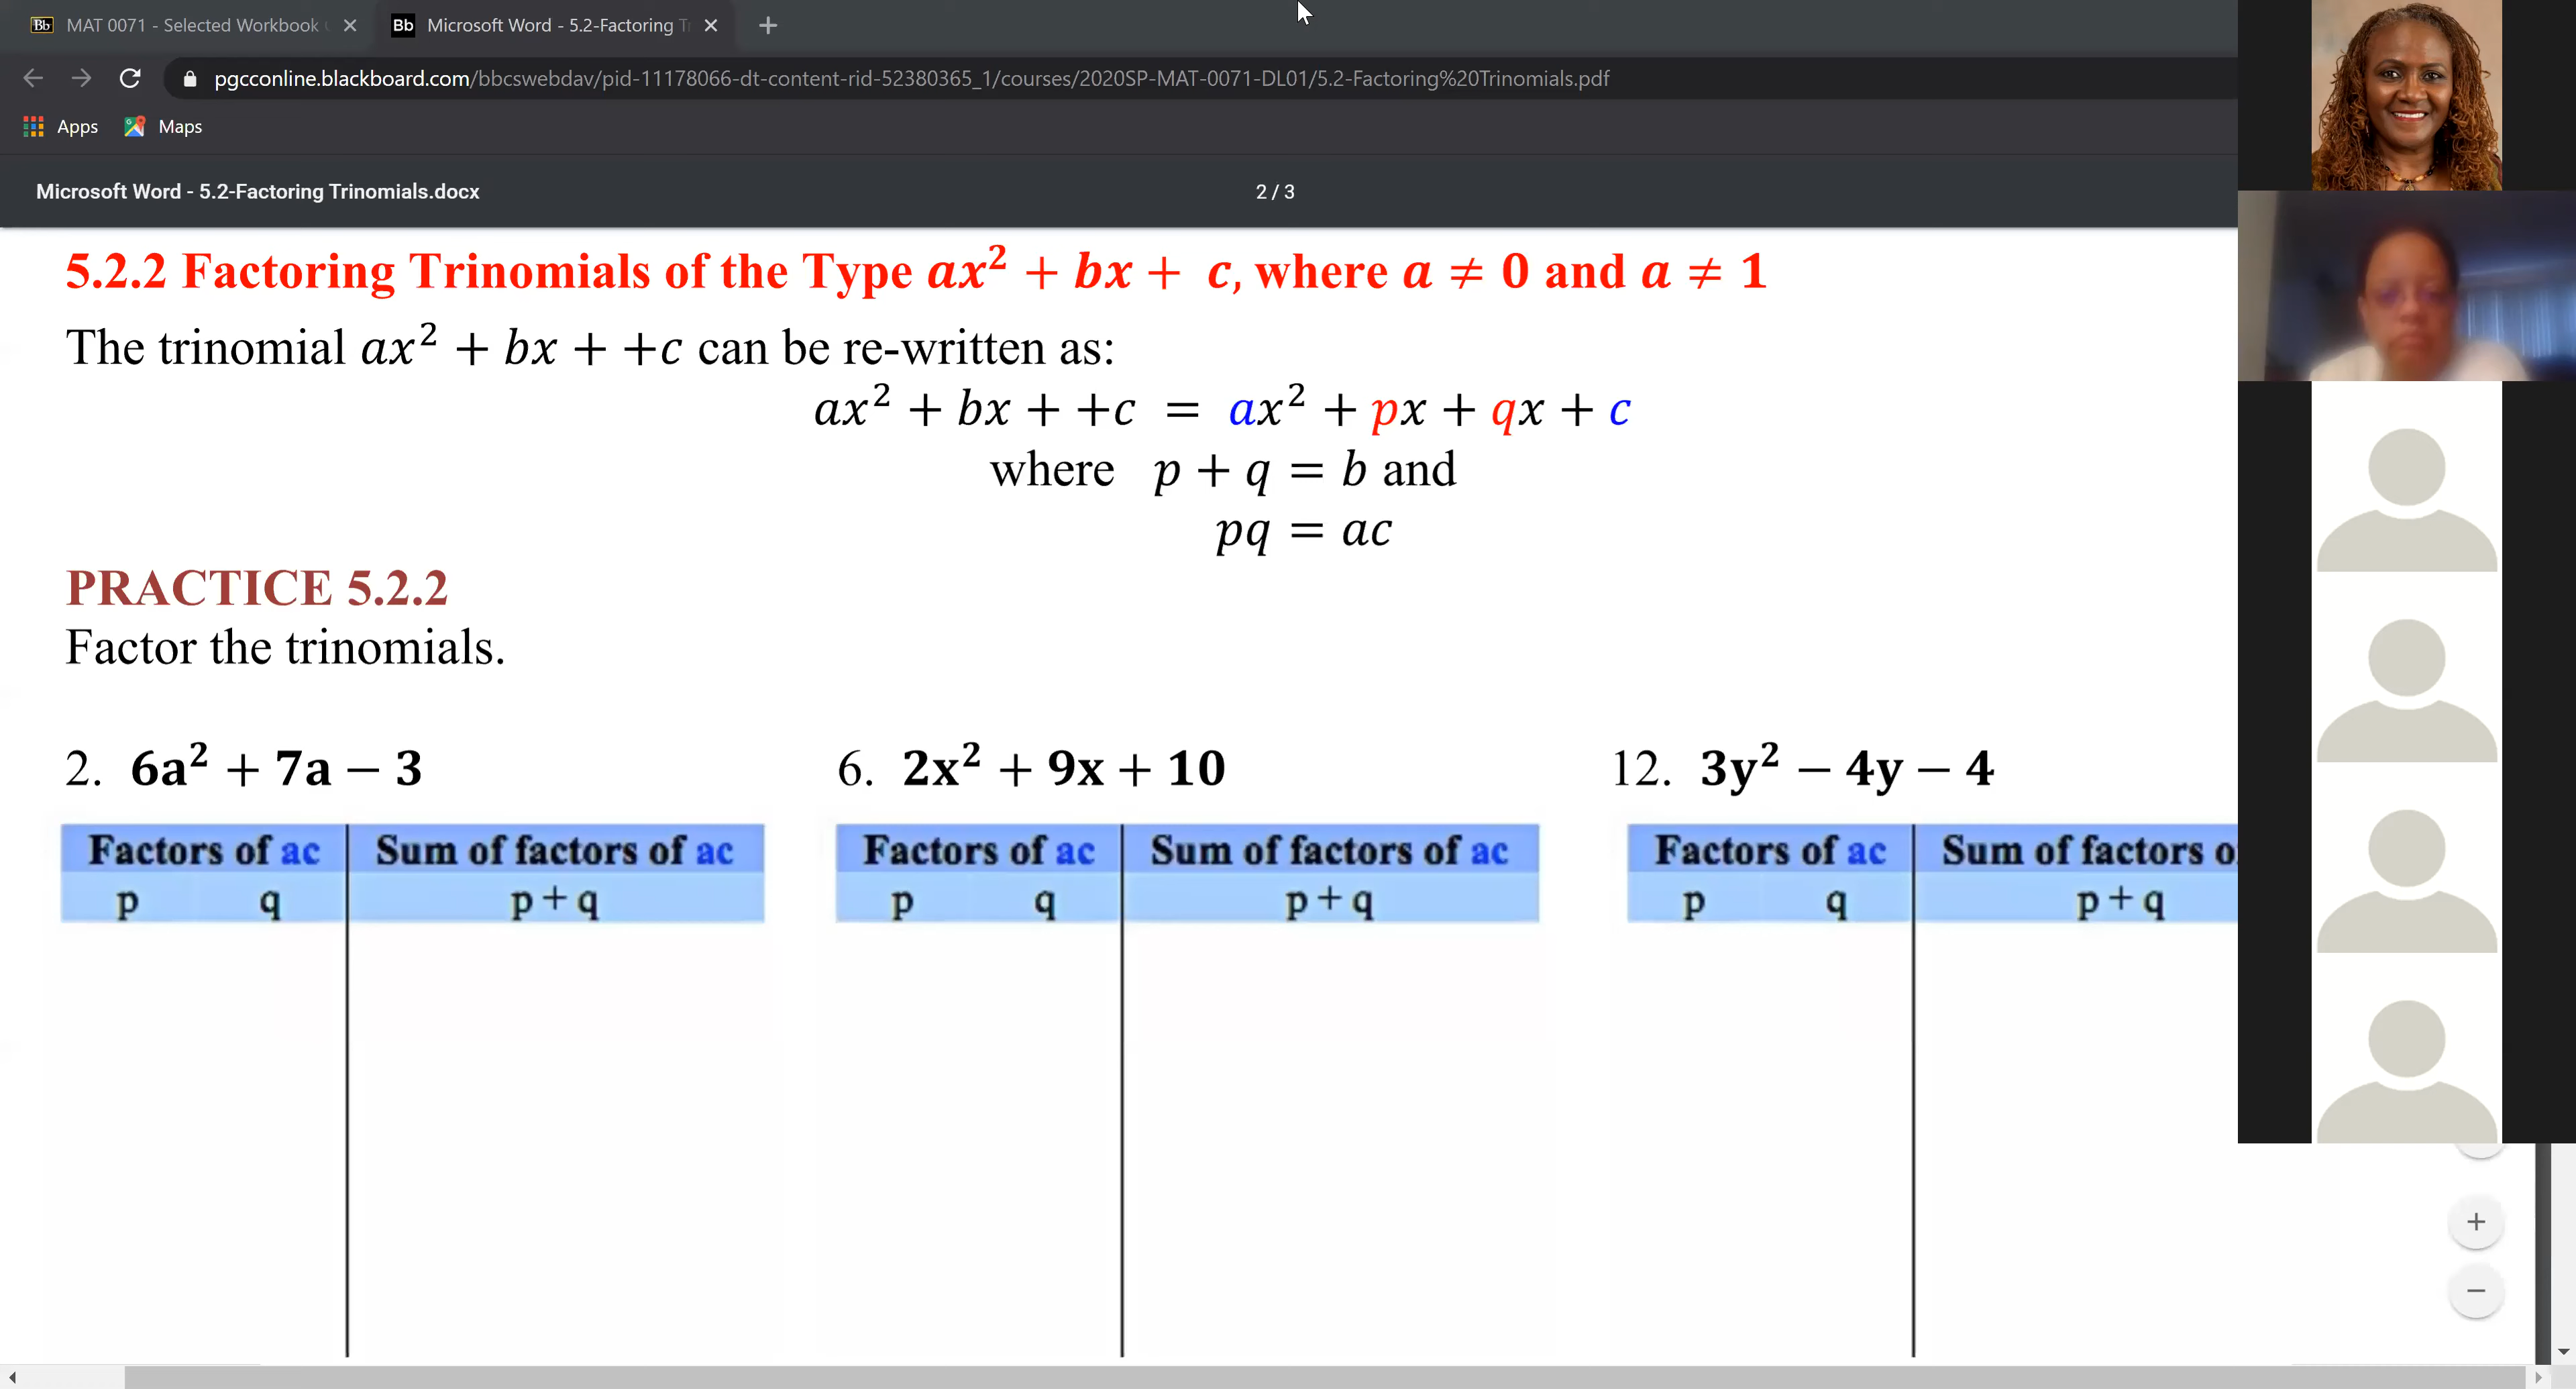 MAT 0071 - Selected Workbook
Microsoft Word - 5.2-Factoring Tr
pgcconline.blackboard.com/bbcswebdav/pid-11178066-dt-content-rid-52380365_1/courses/2020SP-MAT-0071-DL01/5.2-Factoring%20Trinomials.pdf
Apps Maps
Microsoft Word - 5.2-Factoring Trinomials.docx 2 / 3
5.2.2 Factoring Trinomials of the Type ax² + bx + c, where a ≠ 0 and a ≠ 1
The trinomial ax² + bx + +c can be re-written as:
ax² + bx + +c = ax² + px + qx + c
where p + q = b and
pq = ac
PRACTICE 5.2.2
Factor the trinomials.
2. 6a² + 7a − 3 6. 2x² + 9x + 10 12. 3y² − 4y − 4
Factors of ac Sum of factors of ac Factors of ac Sum of factors of ac Factors of ac Sum of factors o
p q p + q p q p + q p q p + q